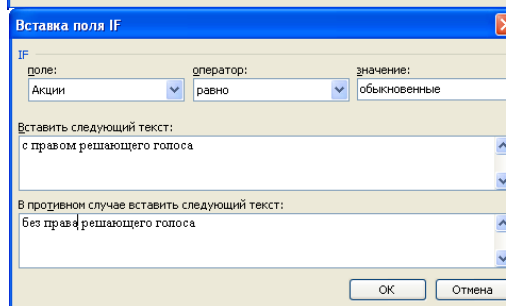 Вставка поля IF
IF
поле: оператор: значение:
Акции равно обыкновенные
Вставить следующий текст:
с правом решающего голоса
В противном случае вставить следующий текст:
без права решающего голоса
ОК Отмена